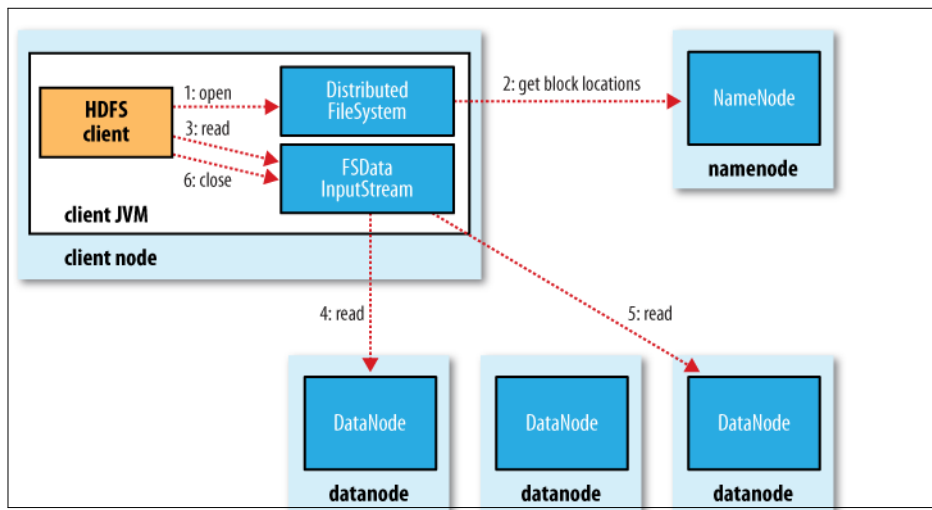 1: open
2: get block locations
HDFS
client
Distributed
FileSystem
NameNode
3: read
namenode
6: close
FSData
InputStream
client JVM
client node
4: read
5: read
DataNode
DataNode
DataNode
datanode
datanode
datanode